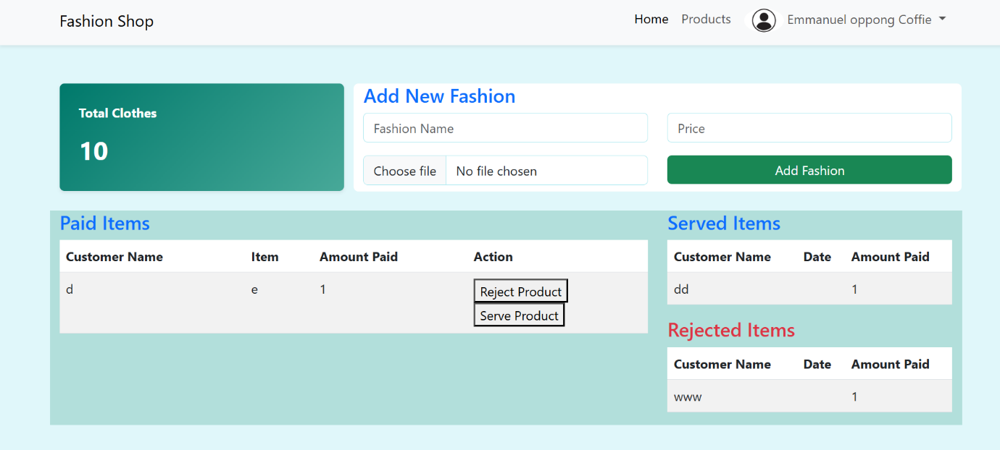 Fashion Shop
Home Products Emmanuel oppong Coffie
Total Clothes
10
Add New Fashion
Fashion Name
Price
Choose file No file chosen
Add Fashion
Paid Items
Customer Name Item Amount Paid Action
d e 1 Reject Product
Serve Product
Served Items
Customer Name Date Amount Paid
dd 1
Rejected Items
Customer Name Date Amount Paid
www 1